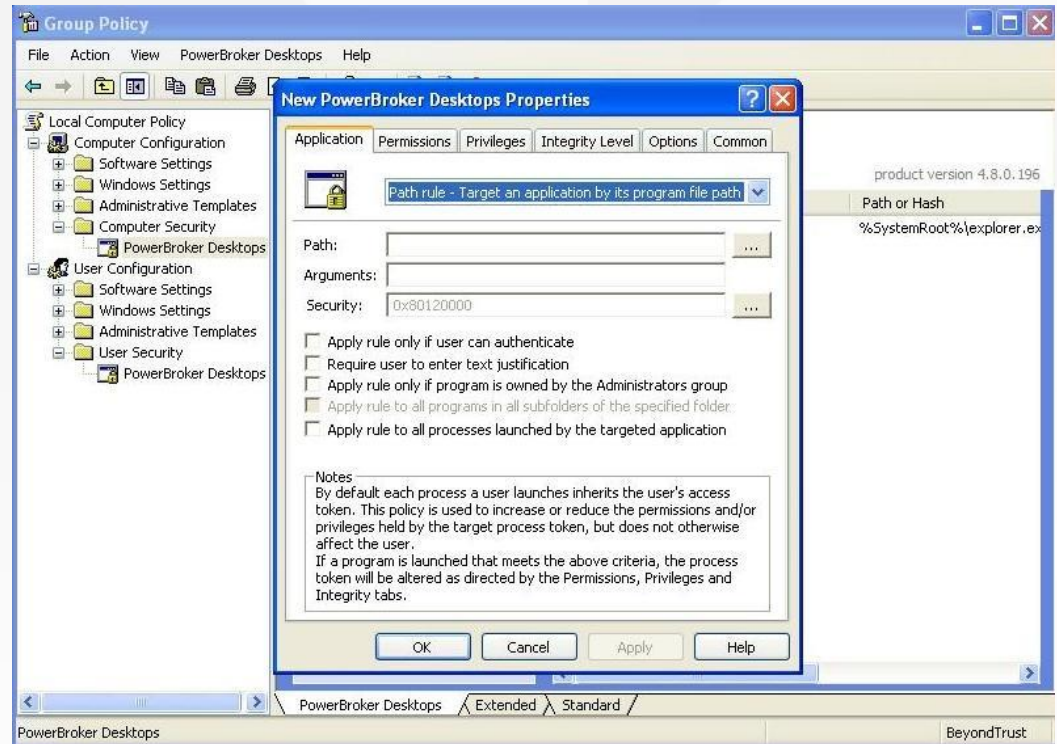 Group Policy
File Action View PowerBroker Desktops Help
Local Computer Policy
Computer Configuration
Software Settings
Windows Settings
Administrative Templates
Computer Security
PowerBroker Desktops
User Configuration
Software Settings
Windows Settings
Administrative Templates
User Security
PowerBroker Desktops
product version 4.8.0.196
Path or Hash
%SystemRoot%\explorer.ex
New PowerBroker Desktops Properties
Application Permissions Privileges Integrity Level Options Common
Path rule - Target an application by its program file path
Path:
...
Arguments:
Security: 0x80120000 ...
Apply rule only if user can authenticate
Require user to enter text justification
Apply rule only if program is owned by the Administrators group
Apply rule to all programs in all subfolders of the specified folder
Apply rule to all processes launched by the targeted application
Notes
By default each process a user launches inherits the user's access
token. This policy is used to increase or reduce the permissions and/or
privileges held by the target process token, but does not otherwise
affect the user.
If a program is launched that meets the above criteria, the process
token will be altered as directed by the Permissions, Privileges and
Integrity tabs.
OK Cancel Apply Help
PowerBroker Desktops Extended Standard
PowerBroker Desktops BeyondTrust